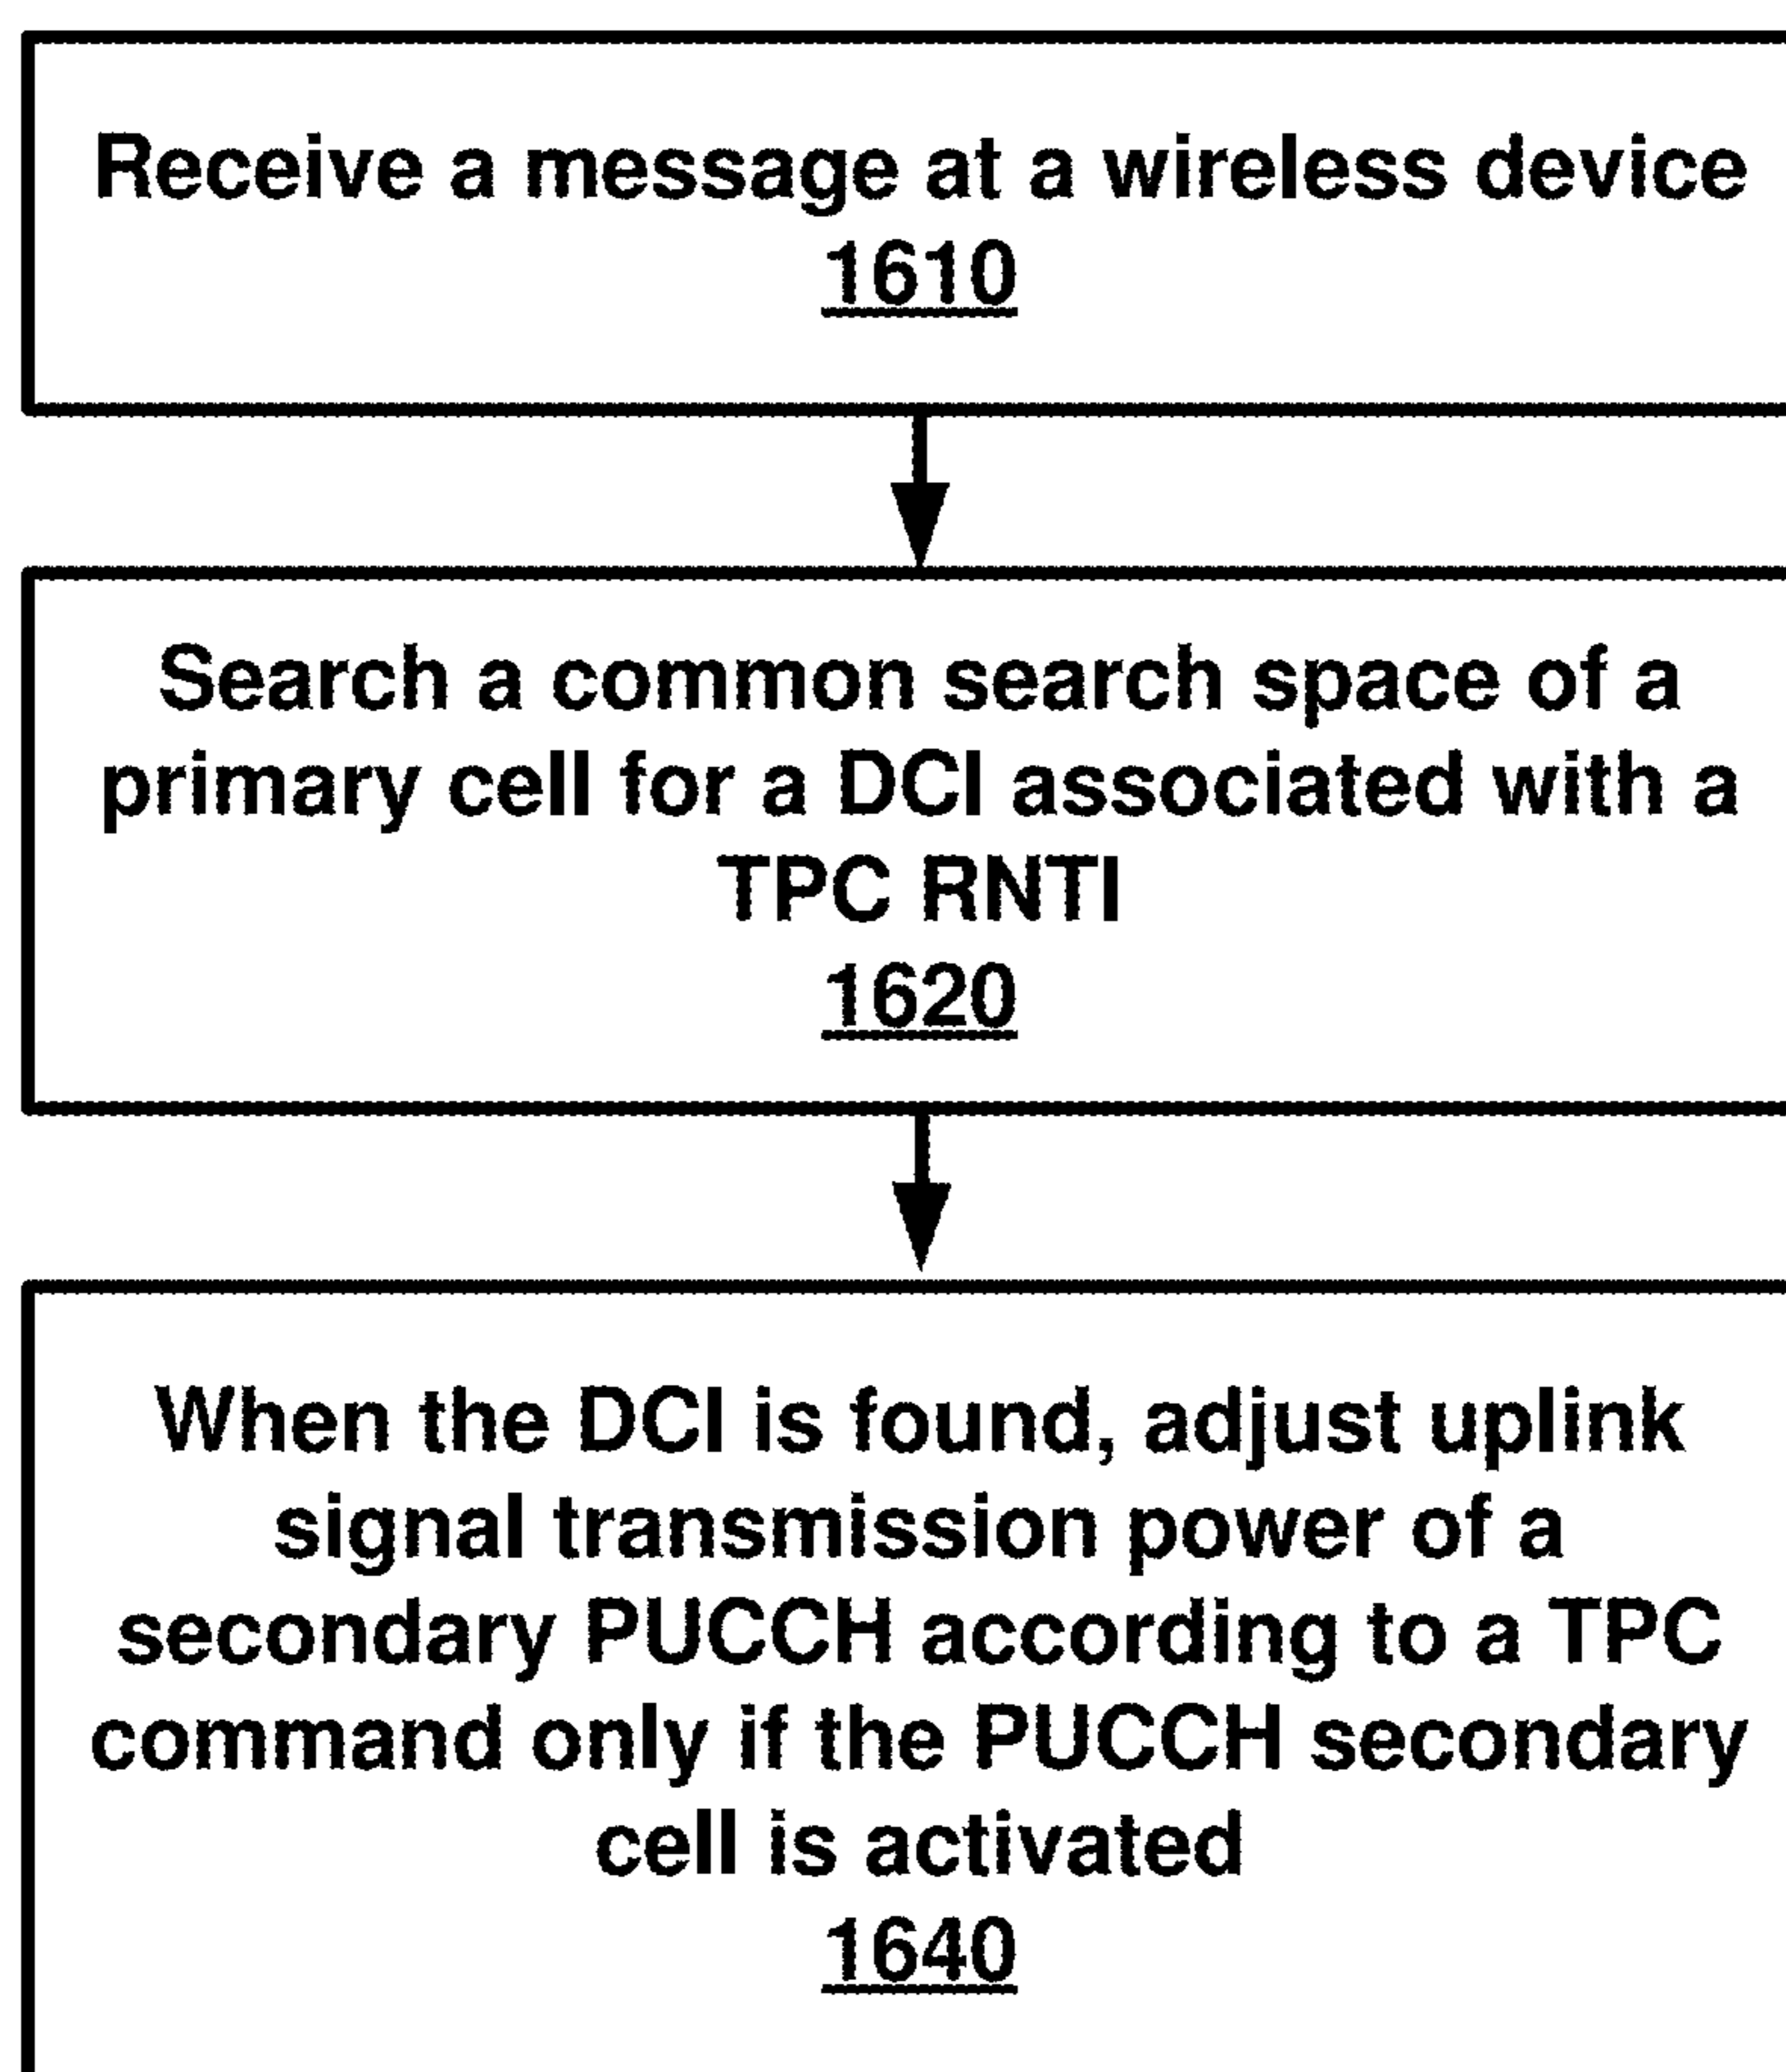 Receive a message at a wireless device
1610
Search a common search space of a
primary cell for a DCI associated with a
TPC RNTI
1620
When the DCI is found, adjust uplink
signal transmission power of a
secondary PUCCH according to a TPC
command only if the PUCCH secondary
cell is activated
1640